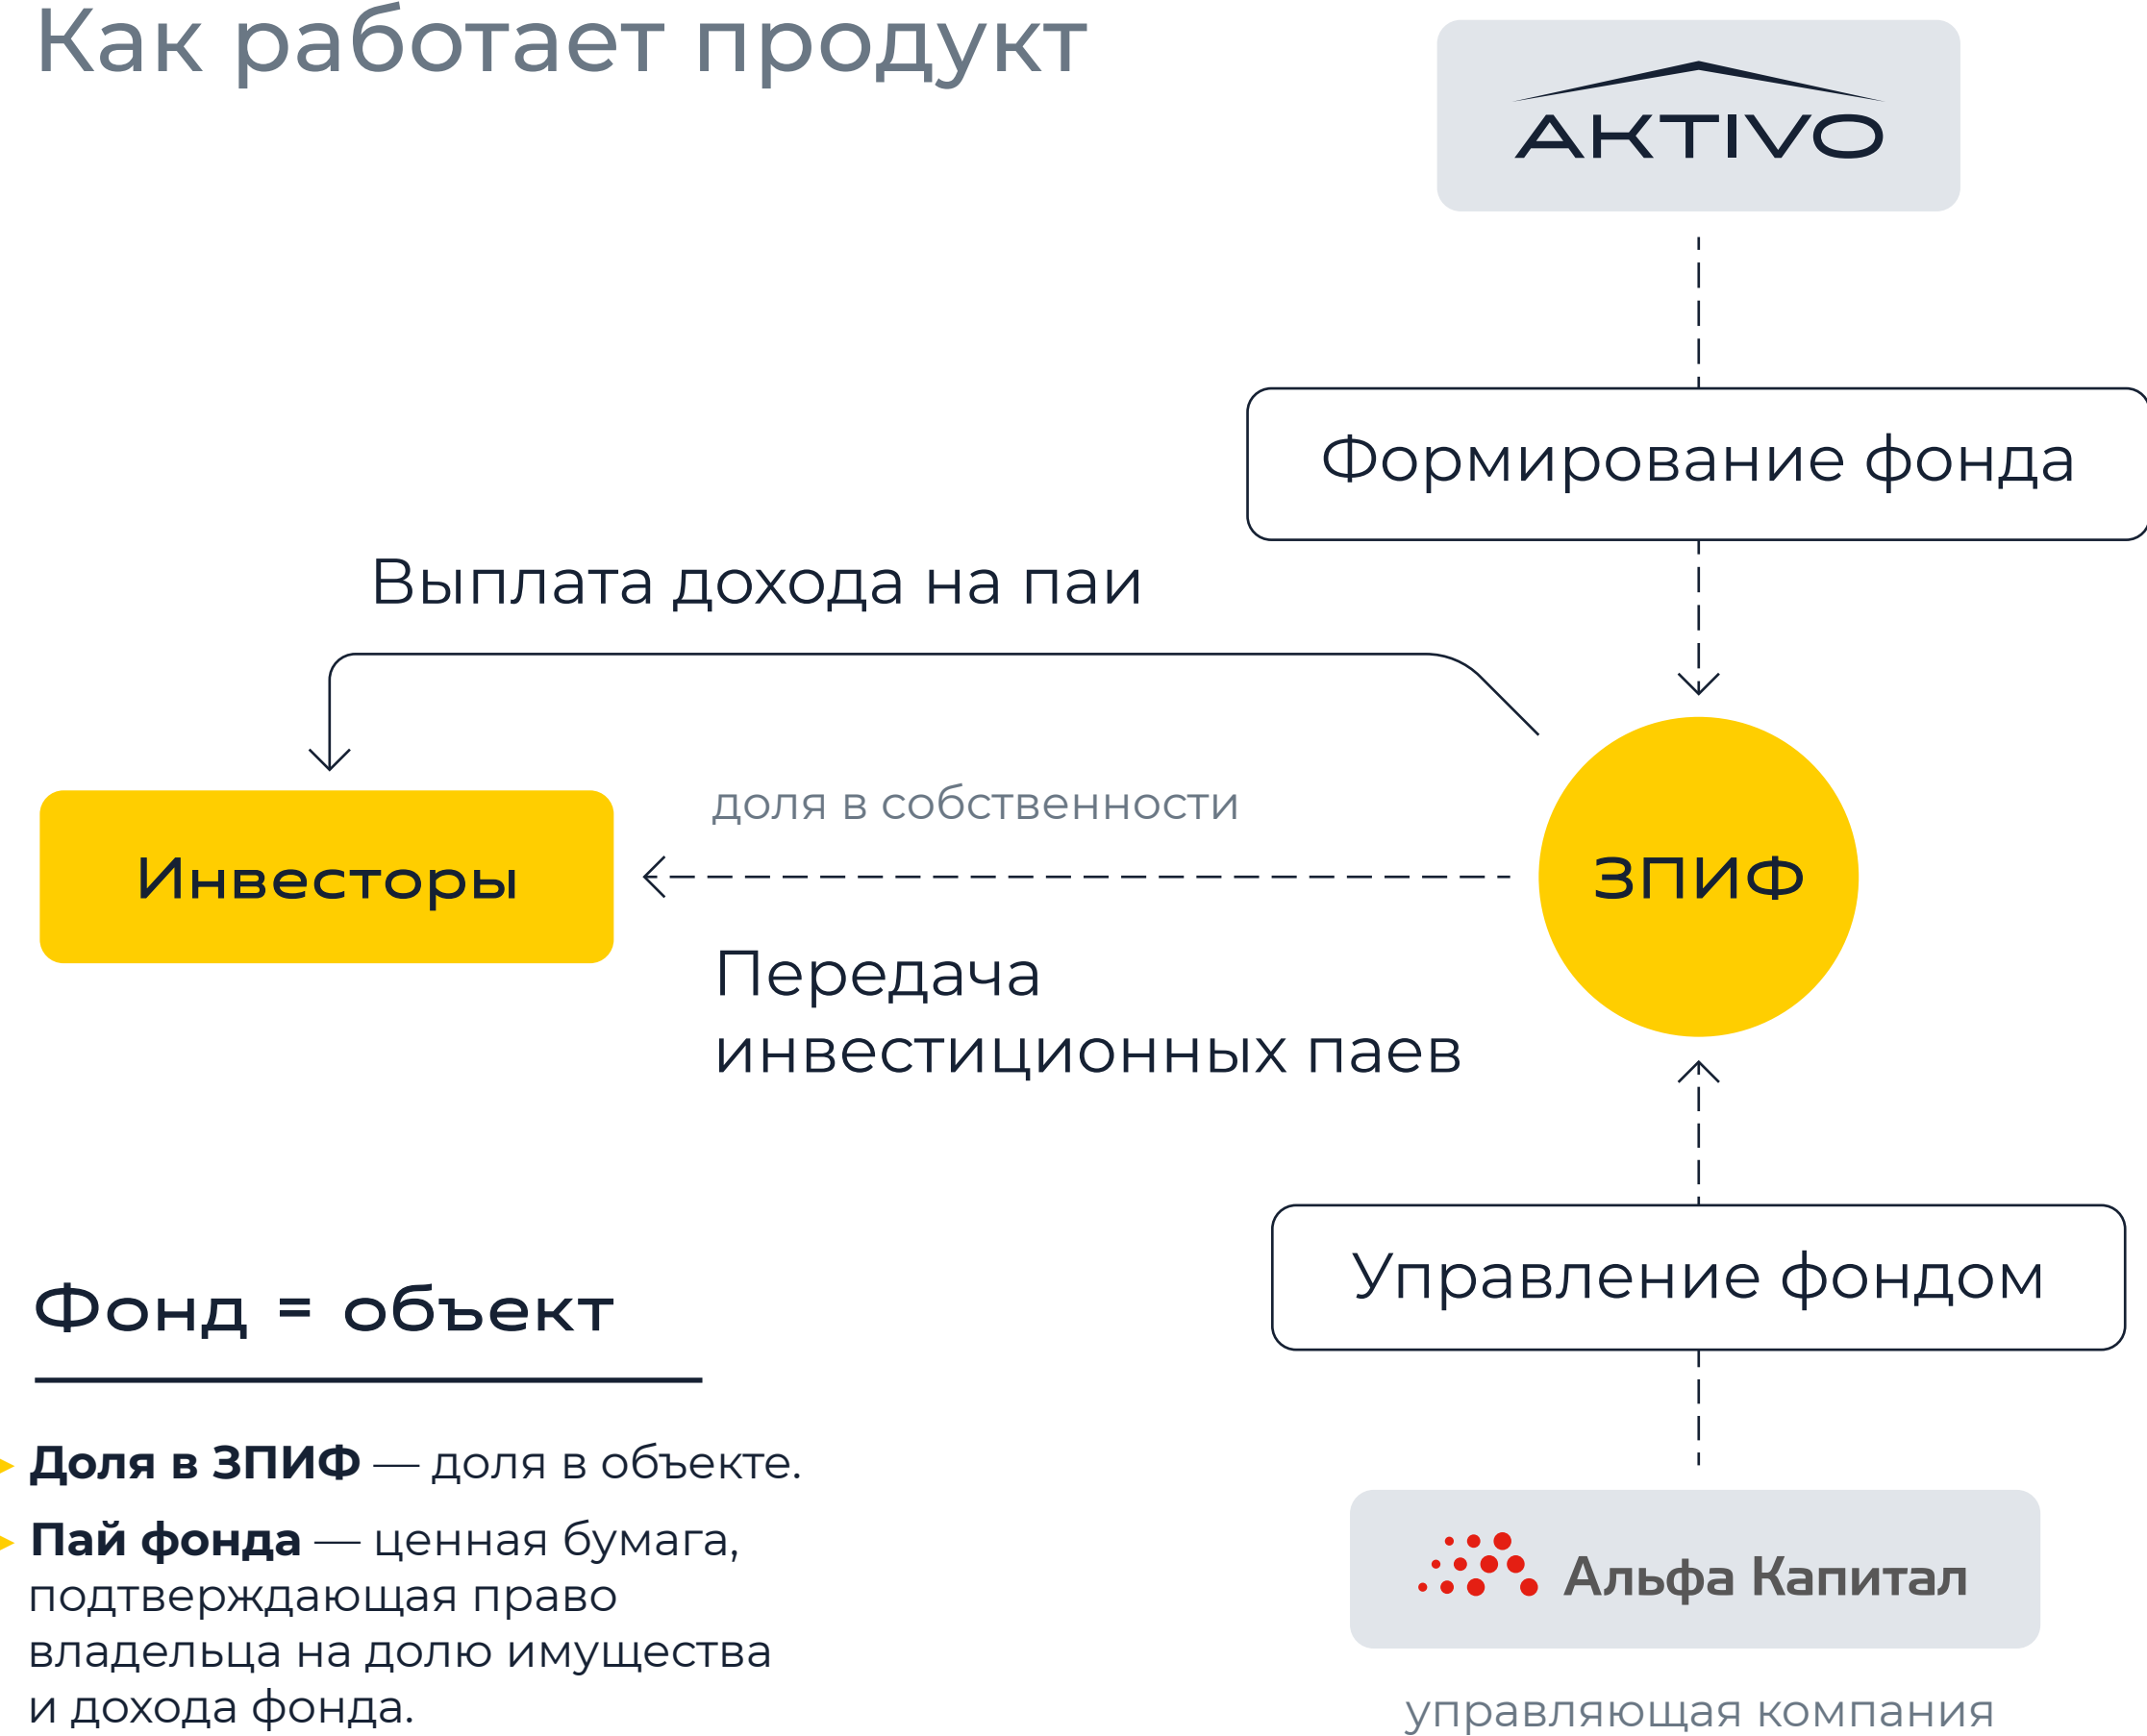 Как работает продукт
AKTIVO
Формирование фонда
Выплата дохода на паи
доля в собственности
Инвесторы
ЗПИФ
Передача
инвестиционных паев
Управление фондом
Фонд = объект
Доля в ЗПИФ — доля в объекте.
Пай фонда — ценная бумага,
подтверждающая право
владельца на долю имущества
и дохода фонда.
Альфа Капитал
управляющая компания